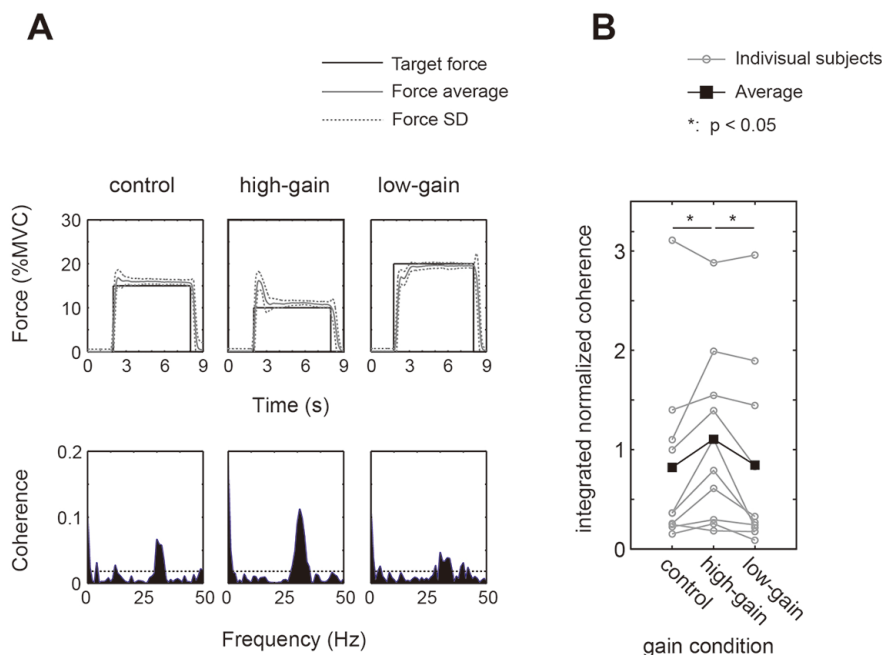 A
Target force
Force average
Force SD
control high-gain low-gain
Force (%MVC)
30
20
10
0
0 3 6 9 0 3 6 9 0 3 6 9
Time (s)
Coherence
0.2
0.1
0
0 25 50 0 25 50 0 25 50
Frequency (Hz)
B
Indivisual subjects
Average
*: p < 0.05
integrated normalized coherence
* *
3
2
1
0
control
high-gain
low-gain
gain condition